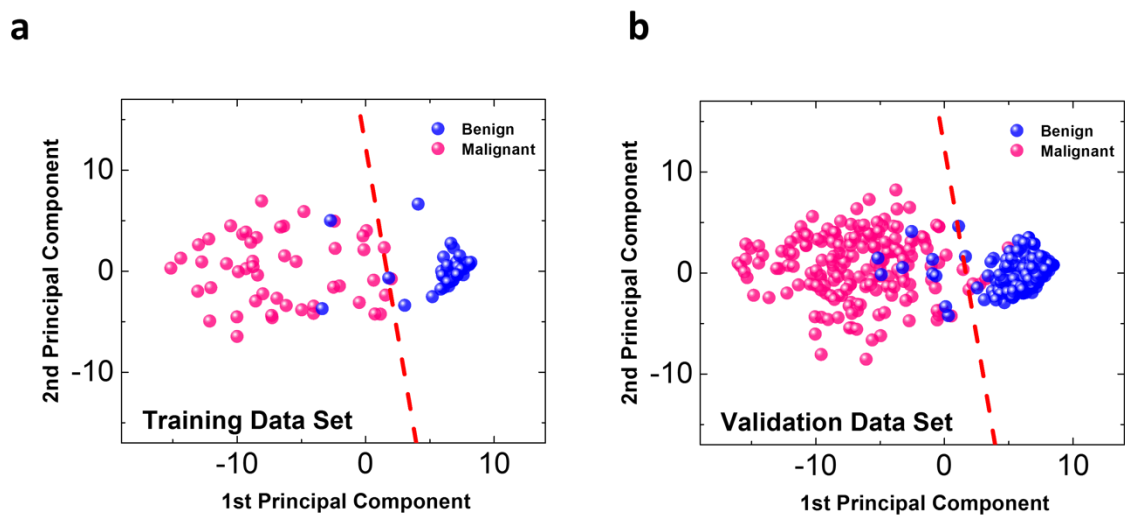 a
10
0
-10
2nd Principal Component
Benign
Malignant
Training Data Set
-10
0
10
1st Principal Component
b
10
0
-10
2nd Principal Component
Benign
Malignant
Validation Data Set
-10
0
10
1st Principal Component